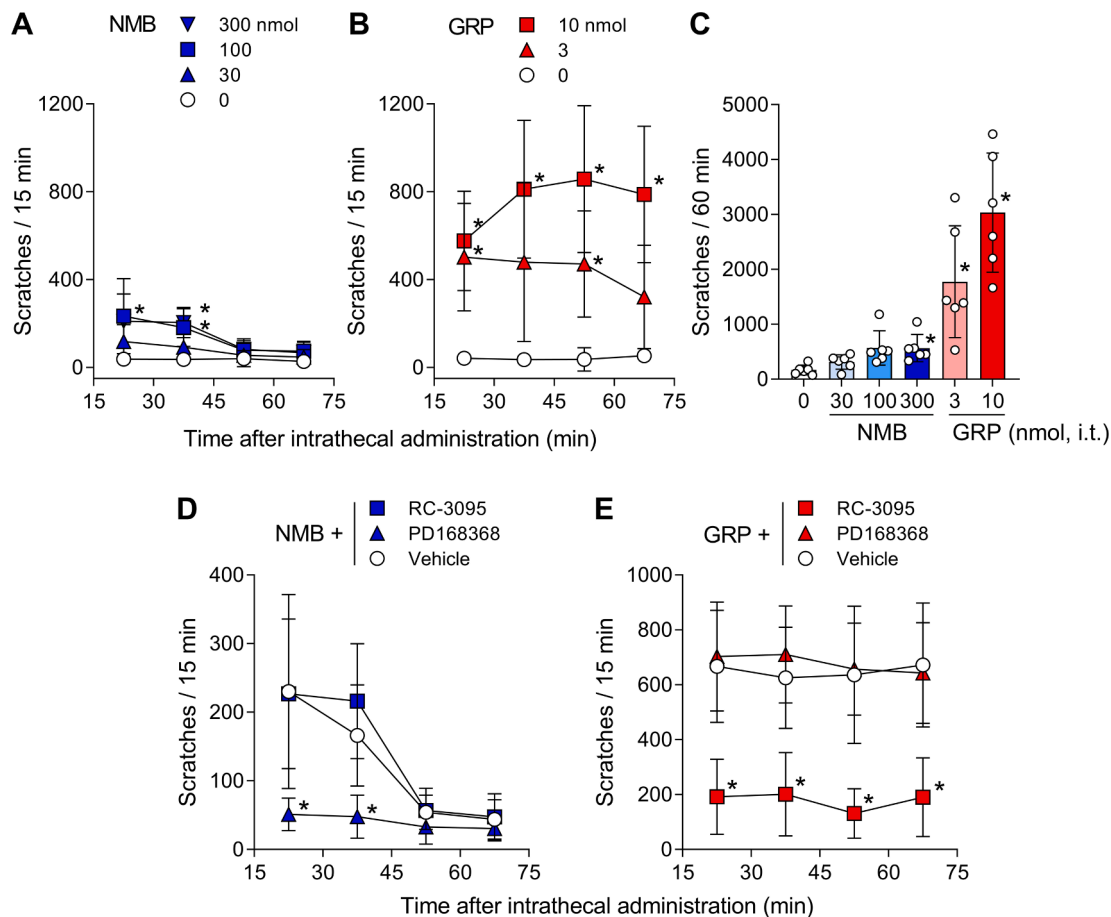 A
NMB
300 nmol
100
30
0
Scratches / 15 min
1200
800
400
0
15 30 45 60 75
*
*
*
B
GRP
10 nmol
3
0
Scratches / 15 min
1200
800
400
0
15 30 45 60 75
*
*
*
*
*
*
Time after intrathecal administration (min)
C
Scratches / 60 min
5000
4000
3000
2000
1000
0
*
*
*
0 30 100 300 3 10
NMB GRP (nmol, i.t.)
D
NMB +
RC-3095
PD168368
Vehicle
Scratches / 15 min
400
300
200
100
0
15 30 45 60 75
*
*
E
GRP +
RC-3095
PD168368
Vehicle
Scratches / 15 min
1000
800
600
400
200
0
15 30 45 60 75
*
*
*
*
Time after intrathecal administration (min)